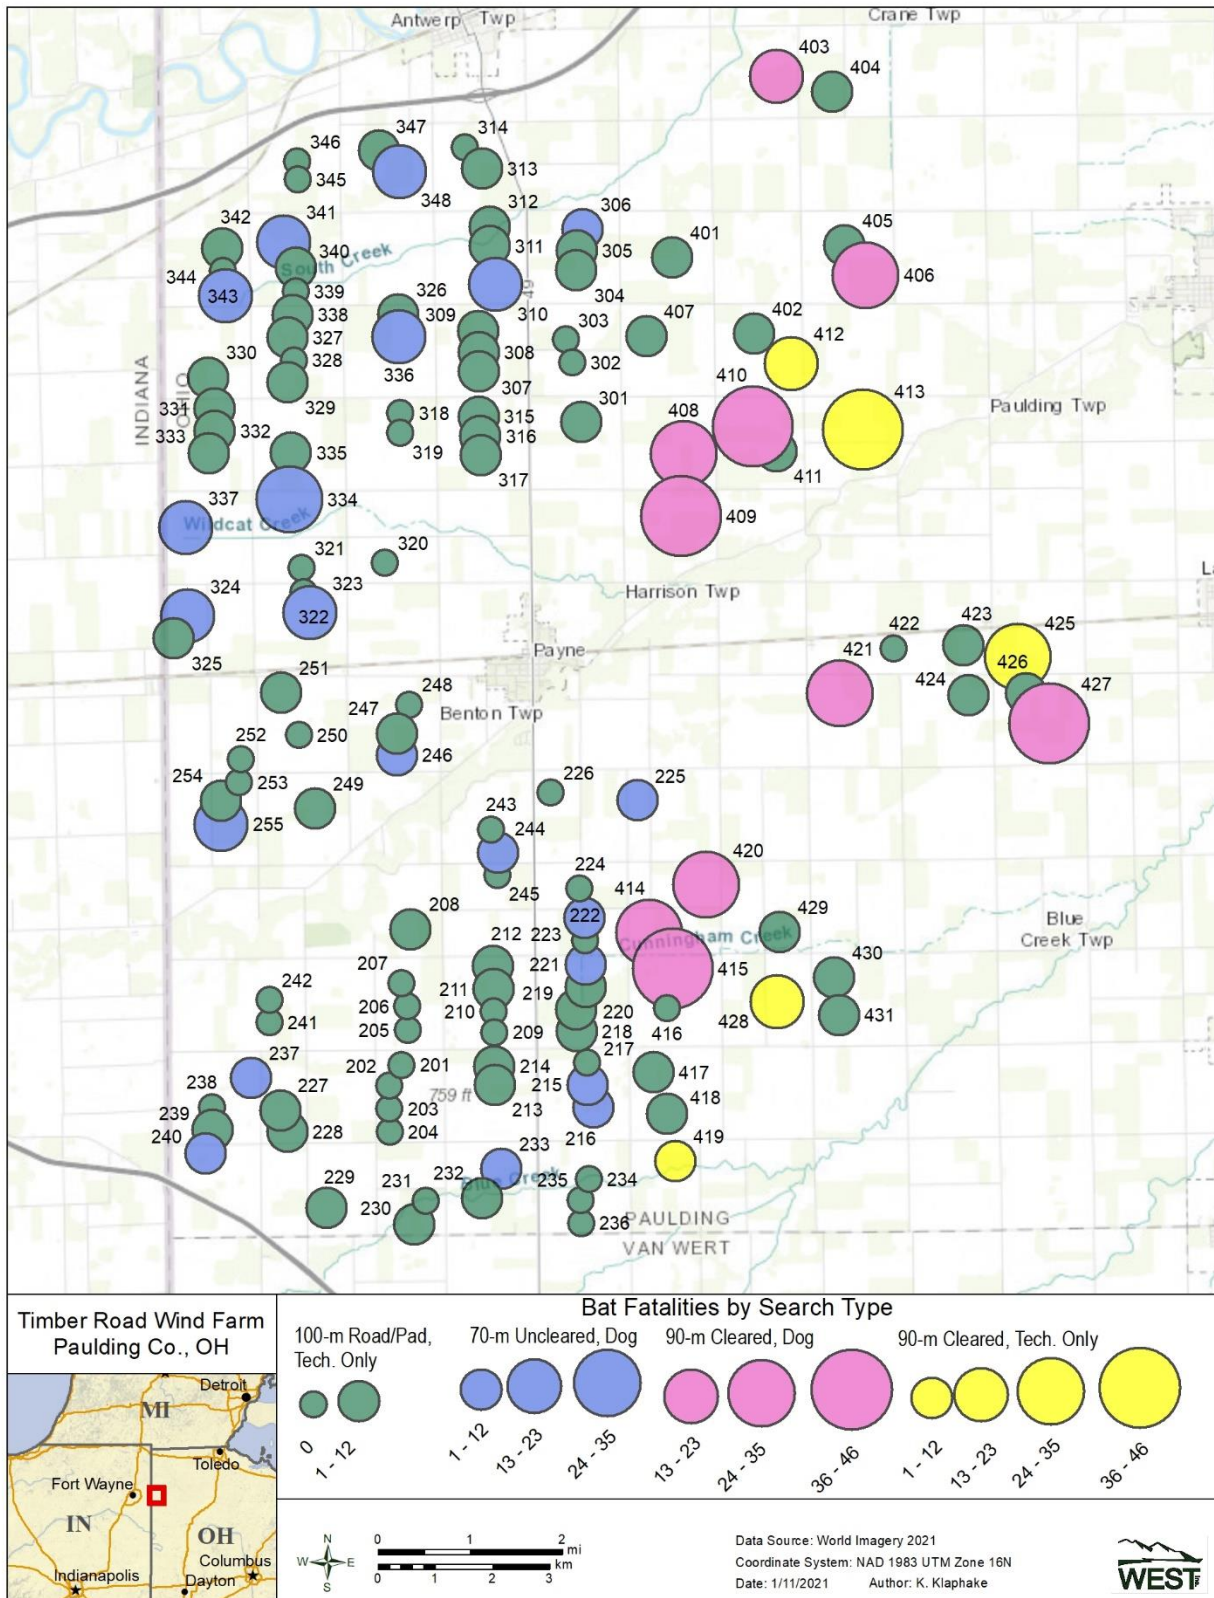 Antwerp Twp
Crane Twp
403
404
347
314
346
345
313
348
312
306
341
342
405
311
305
401
340
South Creek
406
344
343
304
49
339
326
310
338
309
303
407
402
412
327
308
302
330
328
336
307
410
413
INDIANA
OHIO
329
318
315
301
408
Paulding Twp
331
332
333
335
319
316
317
411
337
334
409
Wildcat Creek
321
320
323
324
322
Harrison Twp
422
423
425
325
Payne
421
426
251
424
427
248
247
Benton Twp
252
250
246
254
253
249
226
225
255
243
244
420
224
414
245
208
222
429
Blue
Creek Twp
212
223
Cunningham Creek
207
221
415
430
242
211
219
206
210
220
428
431
241
205
209
218
416
237
202
201
214
217
417
238
227
759 ft
215
239
203
213
418
240
228
204
216
233
419
229
231
232
Blue Creek
235
234
230
236
PAULDING
VAN WERT
Timber Road Wind Farm
Paulding Co., OH
Detroit
MI
Toledo
Fort Wayne
IN
OH
Columbus
Indianapolis
Dayton
Bat Fatalities by Search Type
100-m Road/Pad,
Tech. Only
0
1 - 12
70-m Uncleared, Dog
1 - 12
13 - 23
24 - 35
90-m Cleared, Dog
13 - 23
24 - 35
36 - 46
90-m Cleared, Tech. Only
1 - 12
13 - 23
24 - 35
36 - 46
N
W E
S
0 1 2
mi
km
0 1 2 3
Data Source: World Imagery 2021
Coordinate System: NAD 1983 UTM Zone 16N
Date: 1/11/2021 Author: K. Klaphake
WEST